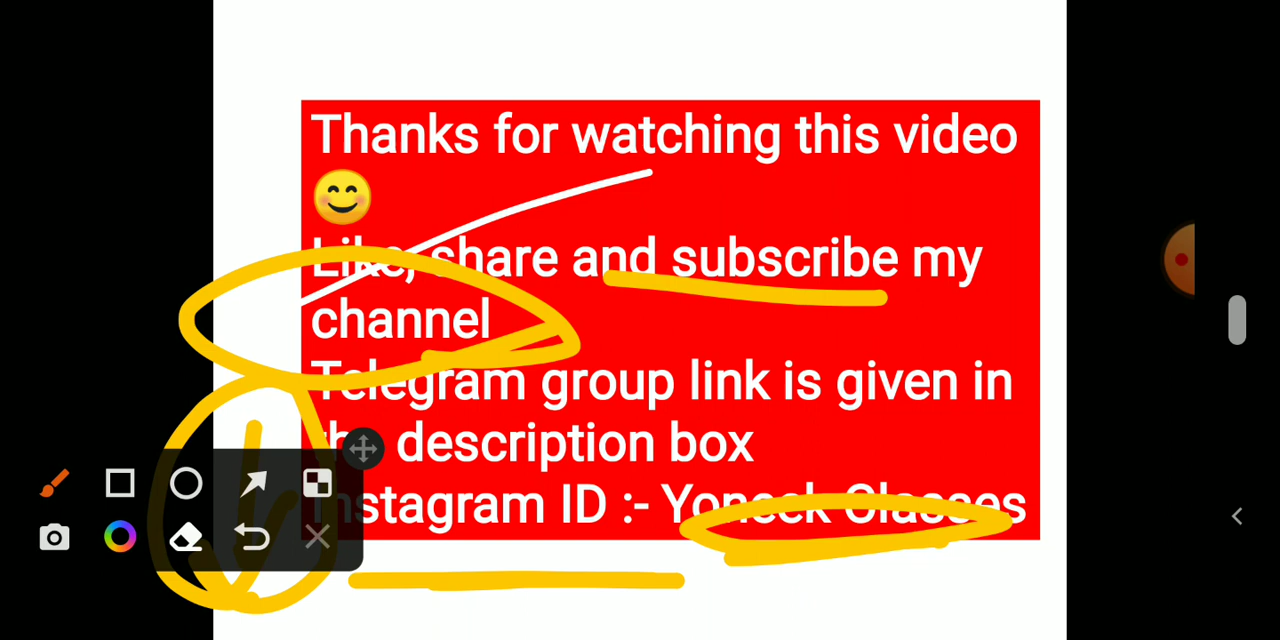 Thanks for watching this video
😊
Like, share and subscribe my
channel
Telegram group link is given in
the description box
Instagram ID :- Classes